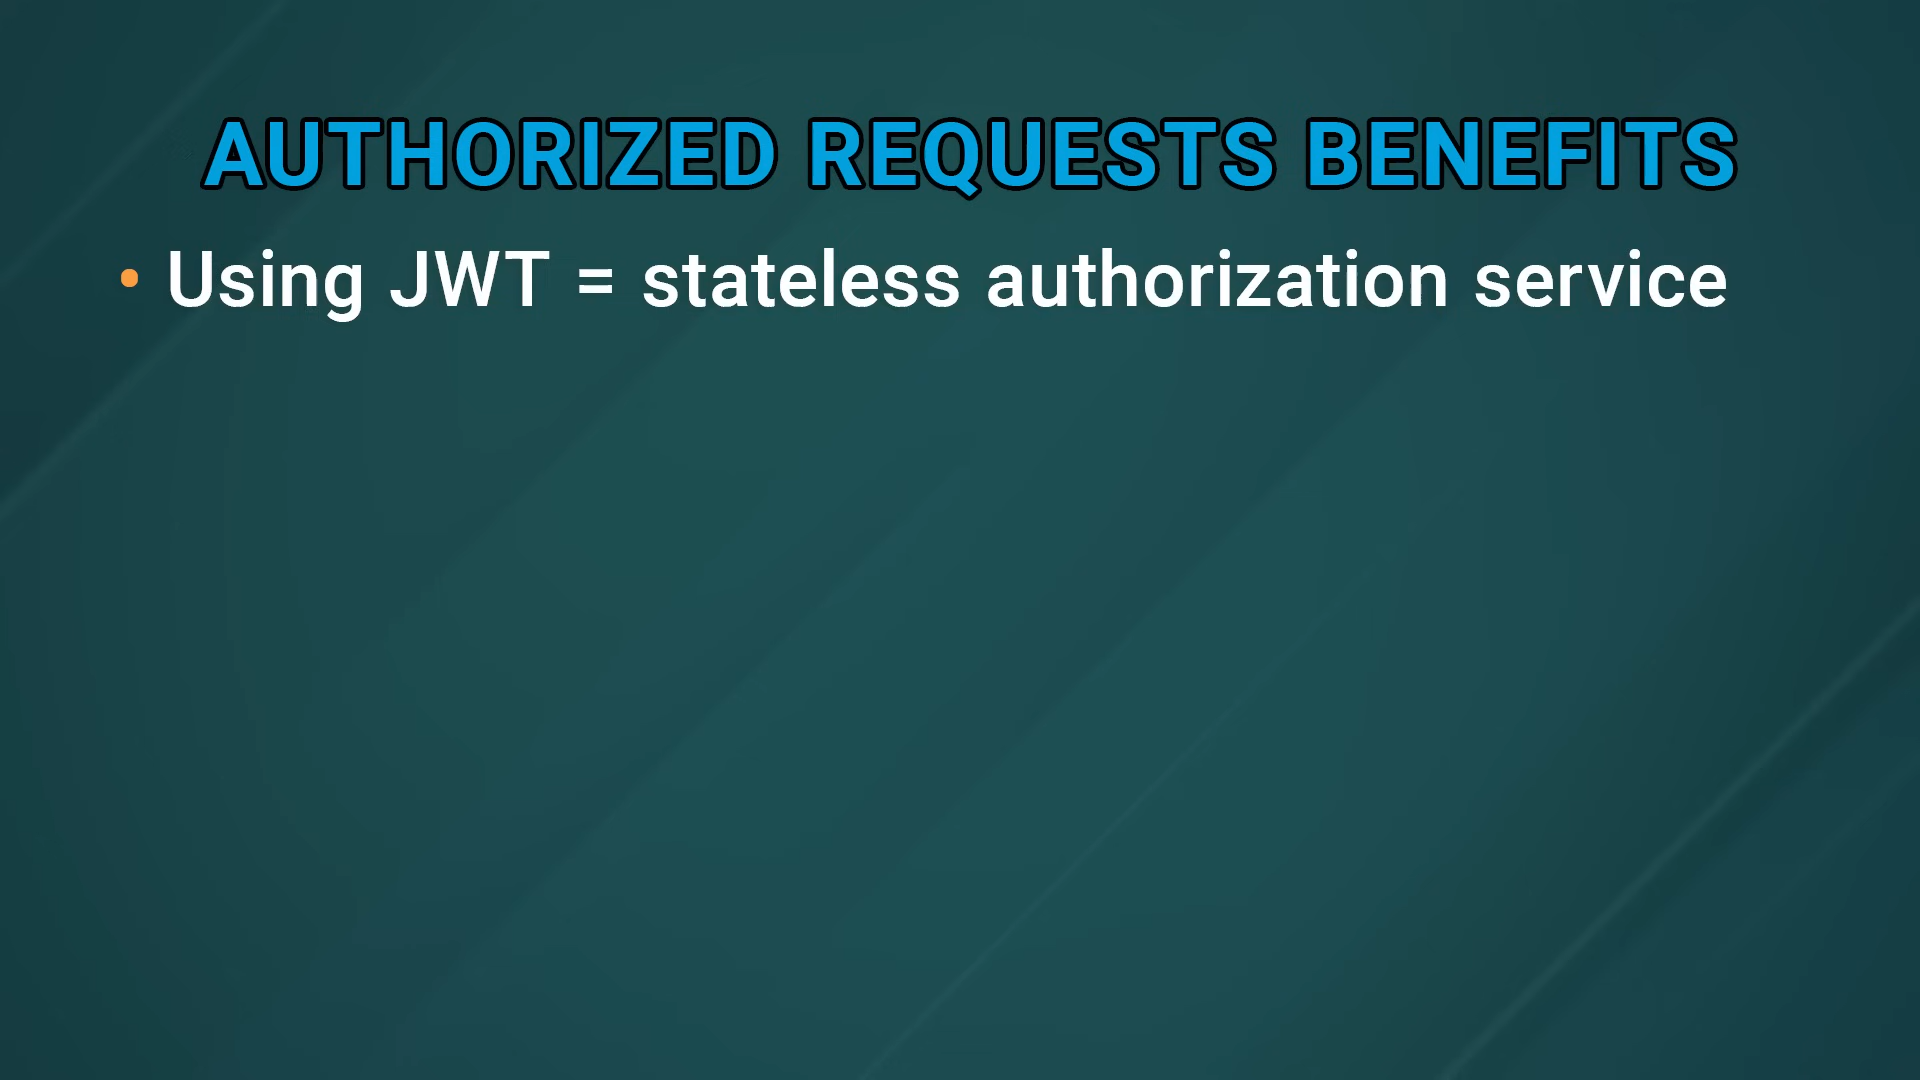 AUTHORIZED REQUESTS BENEFITS
• Using JWT = stateless authorization service